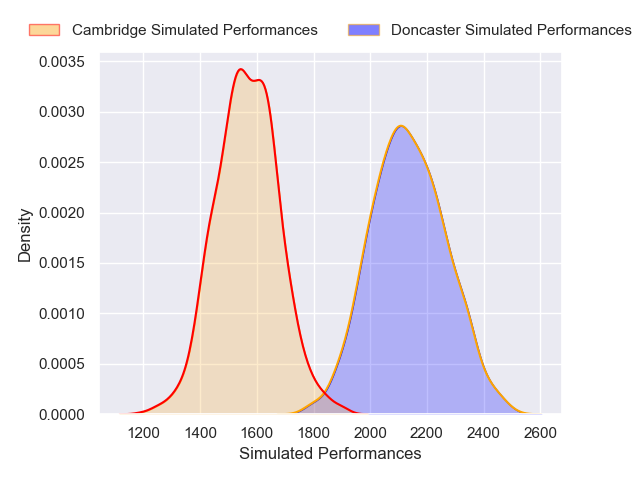 Cambridge Simulated Performances Doncaster Simulated Performances
0.0035
0.0030
0.0025
0.0020
0.0015
0.0010
0.0005
0.0000
Density
1200 1400 1600 1800 2000 2200 2400 2600
Simulated Performances